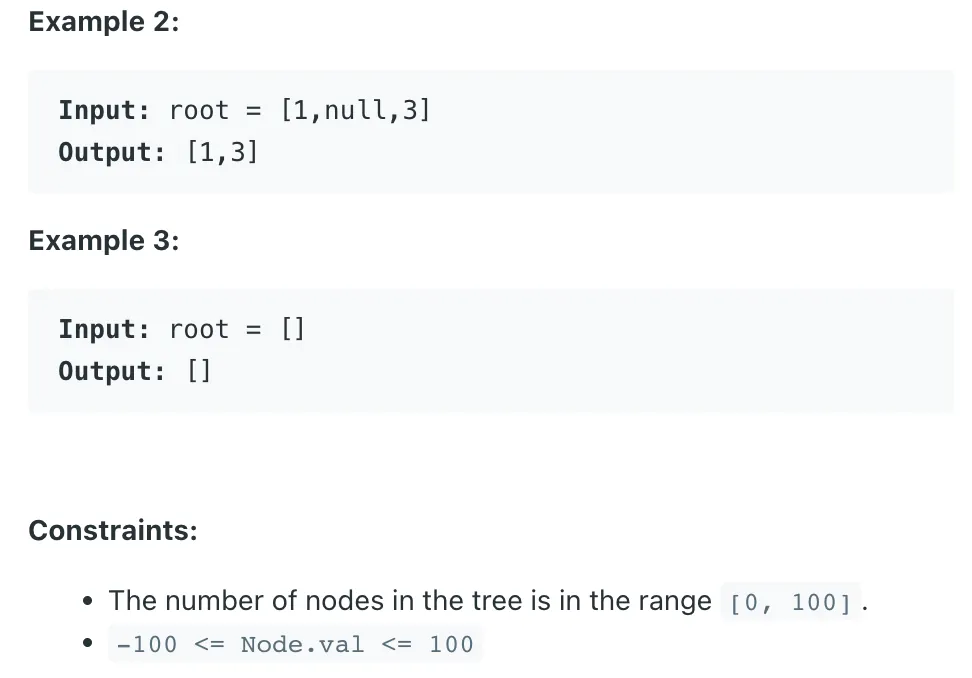 Example 2:
Input: root = [1,null,3]
Output: [1,3]
Example 3:
Input: root = []
Output: []
Constraints:
• The number of nodes in the tree is in the range [0, 100].
• -100 <= Node.val <= 100